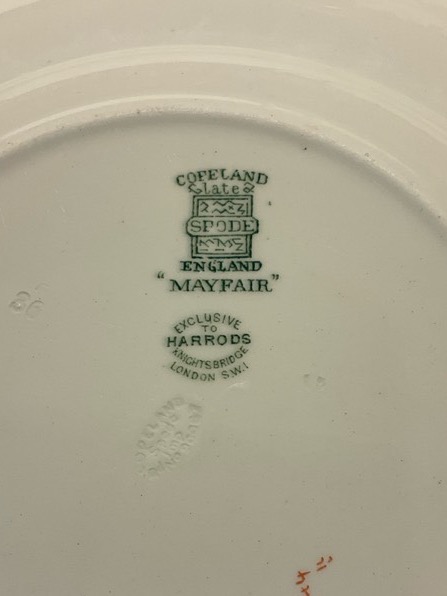 COPELAND
Late
SPODE
ENGLAND
"MAYFAIR"
EXCLUSIVE
TO
HARRODS
KNIGHTSBRIDGE
LONDON S.W.1